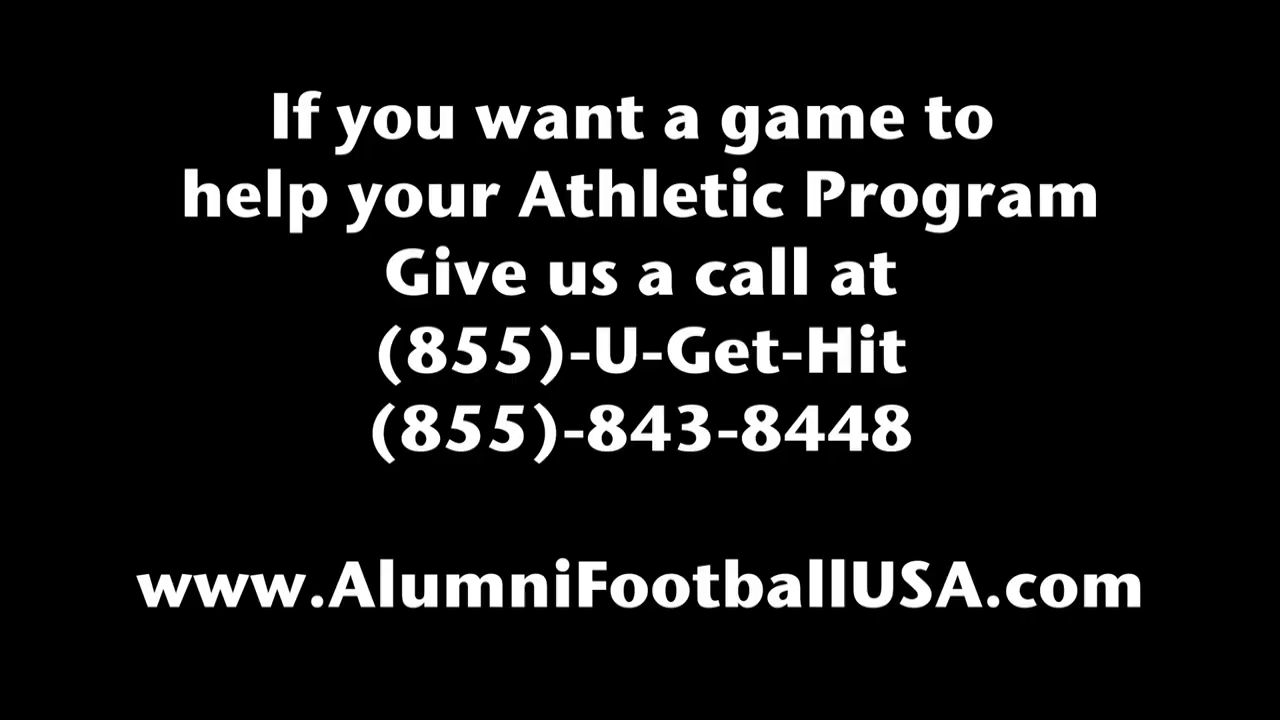 If you want a game to
help your Athletic Program
Give us a call at
(855)-U-Get-Hit
(855)-843-8448
www.AlumniFootballUSA.com